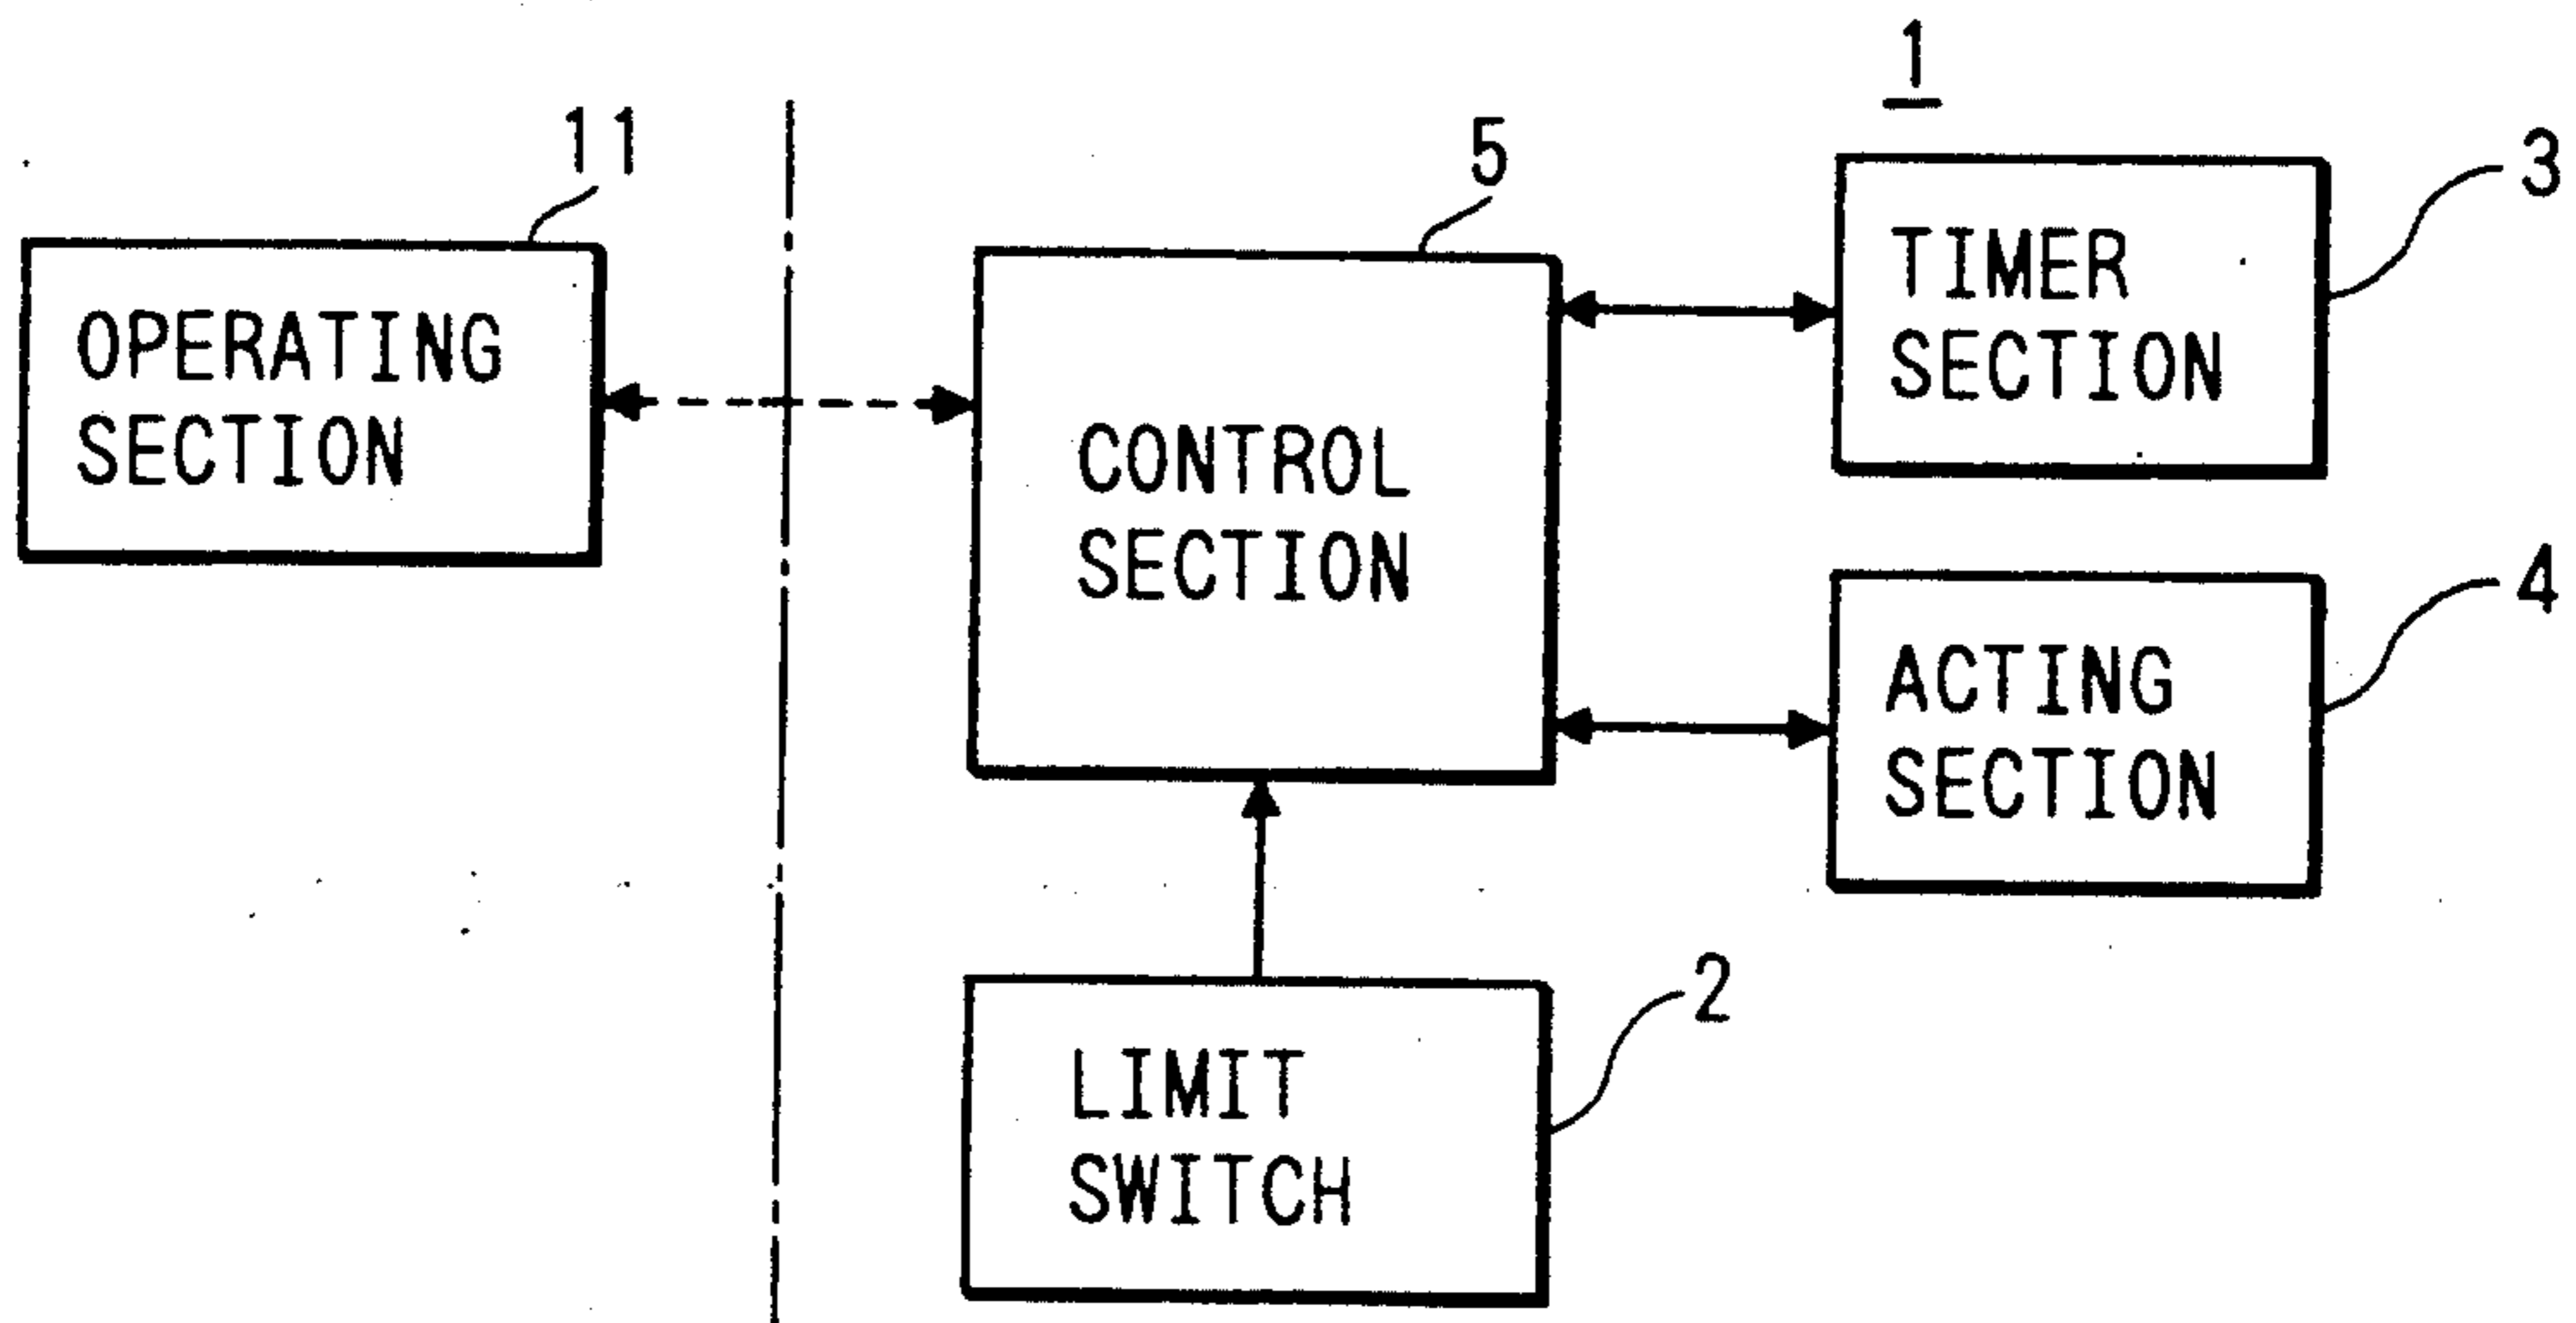 1
11
5
3
OPERATING
SECTION
CONTROL
SECTION
TIMER
SECTION
4
ACTING
SECTION
2
LIMIT
SWITCH